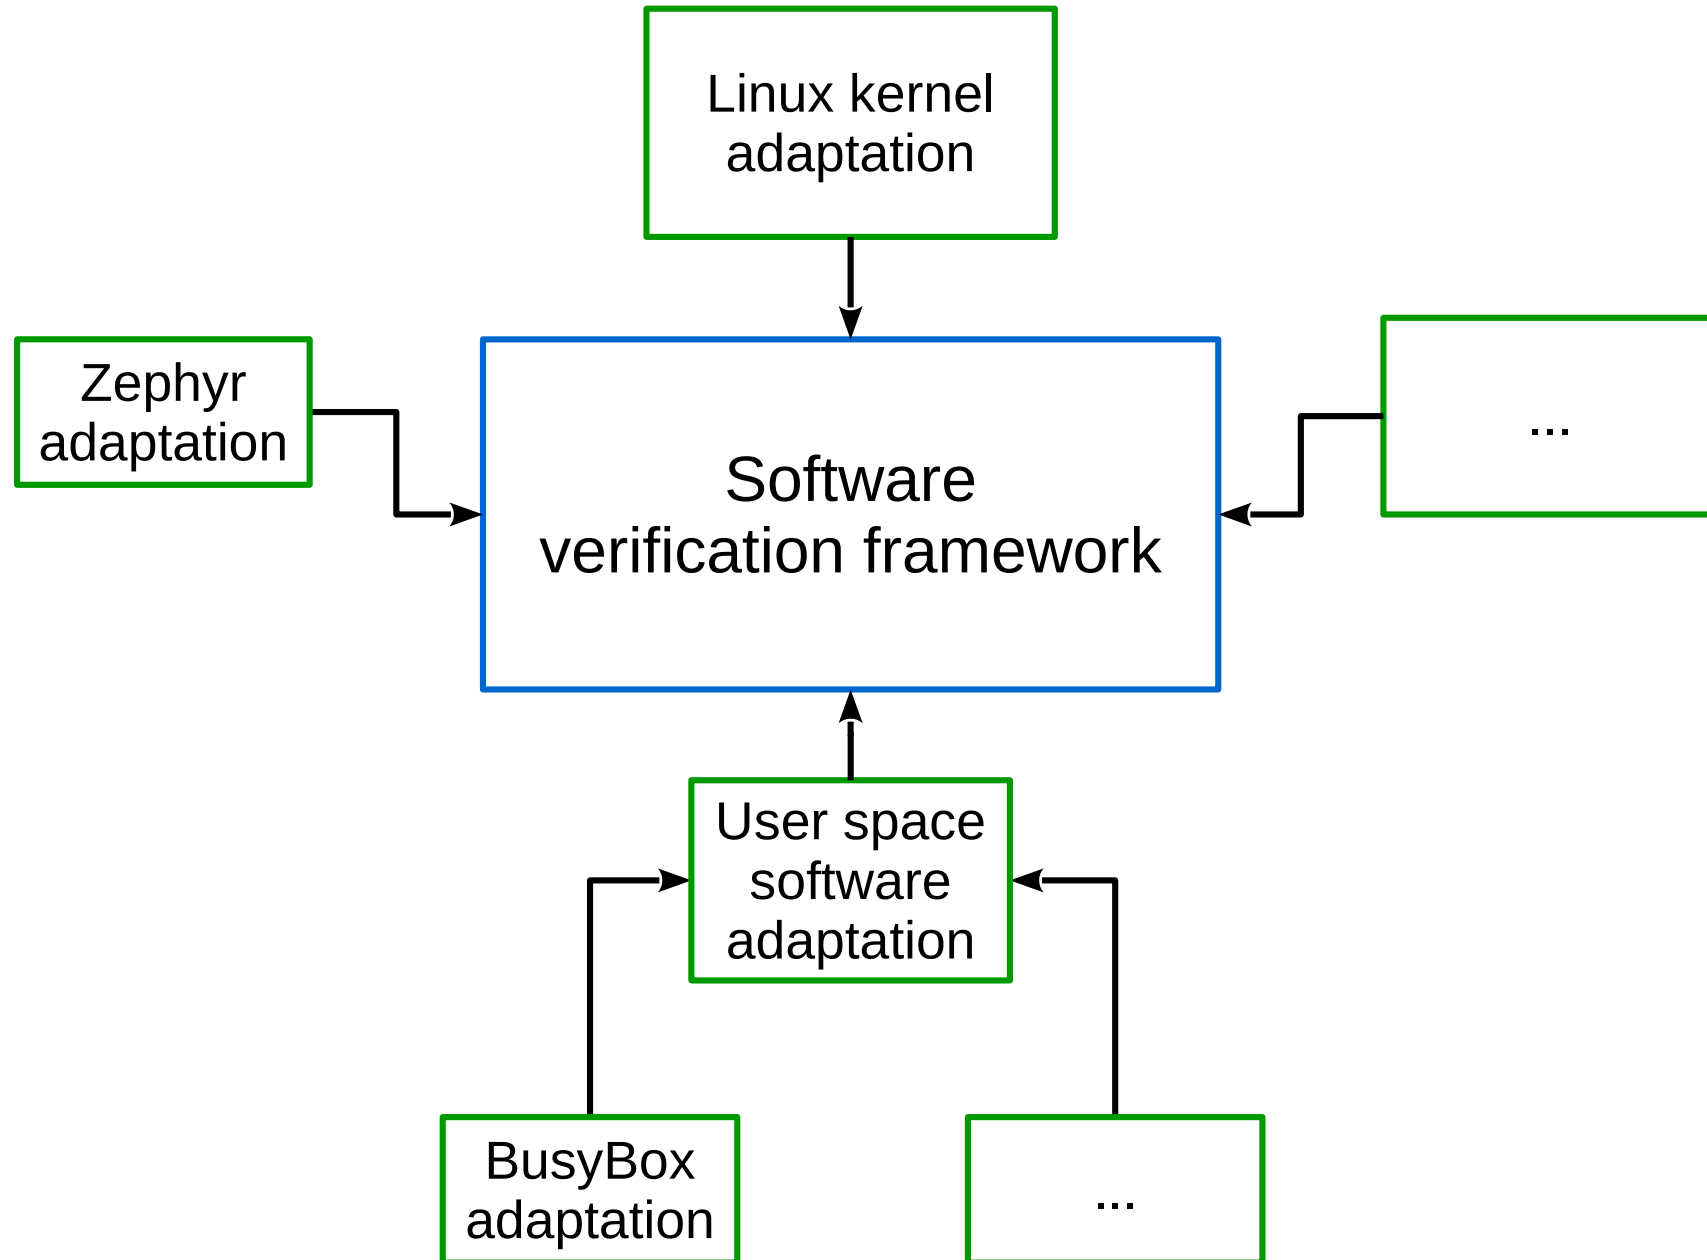 Linux kernel
adaptation
Zephyr
adaptation
...
Software
verification framework
User space
software
adaptation
BusyBox
adaptation
...